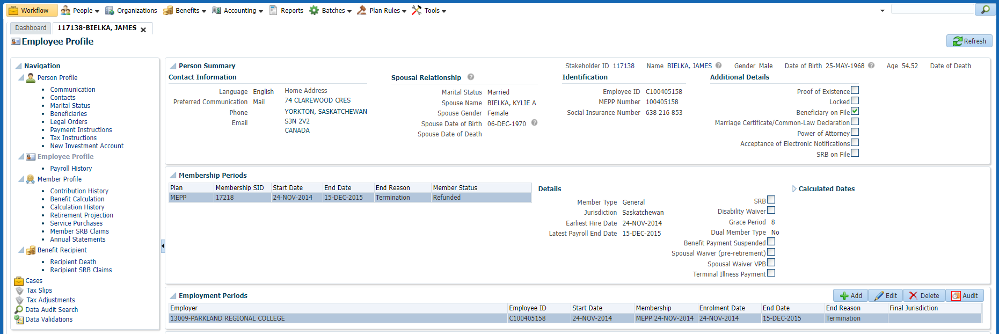 Workflow People Organizations Benefits Accounting Reports Batches Plan Rules Tools
Dashboard 117138-BIELKA, JAMES
Employee Profile
Refresh
Navigation
Person Profile
Communication
Contacts
Marital Status
Beneficiaries
Legal Orders
Payment Instructions
Tax Instructions
New Investment Account
Employee Profile
Payroll History
Member Profile
Contribution History
Benefit Calculation
Calculation History
Retirement Projection
Service Purchases
Member SRB Claims
Annual Statements
Benefit Recipient
Recipient Death
Recipient SRB Claims
Cases
Tax Slips
Tax Adjustments
Data Audit Search
Data Validations
Person Summary
Stakeholder ID 117138 Name BIELKA, JAMES Gender Male Date of Birth 25-MAY-1968 Age 54.52 Date of Death
Contact Information
Language English
Preferred Communication Mail
Phone
Email
Home Address
74 CLAREWOOD CRES
YORKTON, SASKATCHEWAN
S3N 2V2
CANADA
Spousal Relationship
Marital Status Married
Spouse Name BIELKA, KYLIE A
Spouse Gender Female
Spouse Date of Birth 06-DEC-1970
Spouse Date of Death
Identification
Employee ID C100405158
MEPP Number 100405158
Social Insurance Number 638 216 853
Additional Details
Proof of Existence
Locked
Beneficiary on File
Marriage Certificate/Common-Law Declaration
Power of Attorney
Acceptance of Electronic Notifications
SRB on File
Membership Periods
Plan Membership SID Start Date End Date End Reason Member Status
MEPP 17218 24-NOV-2014 15-DEC-2015 Termination Refunded
Details
Member Type General
Jurisdiction Saskatchewan
Earliest Hire Date 24-NOV-2014
Latest Payroll End Date 15-DEC-2015
SRB
Disability Waiver
Grace Period 8
Dual Member Type No
Benefit Payment Suspended
Spousal Waiver (pre-retirement)
Spousal Waiver VPB
Terminal Illness Payment
Calculated Dates
Employment Periods
Add Edit Delete Audit
Employer Employee ID Start Date Membership Enrolment Date End Date End Reason Final Jurisdiction
13009-PARKLAND REGIONAL COLLEGE C100405158 24-NOV-2014 MEPP 24-NOV-2014 24-NOV-2014 15-DEC-2015 Termination